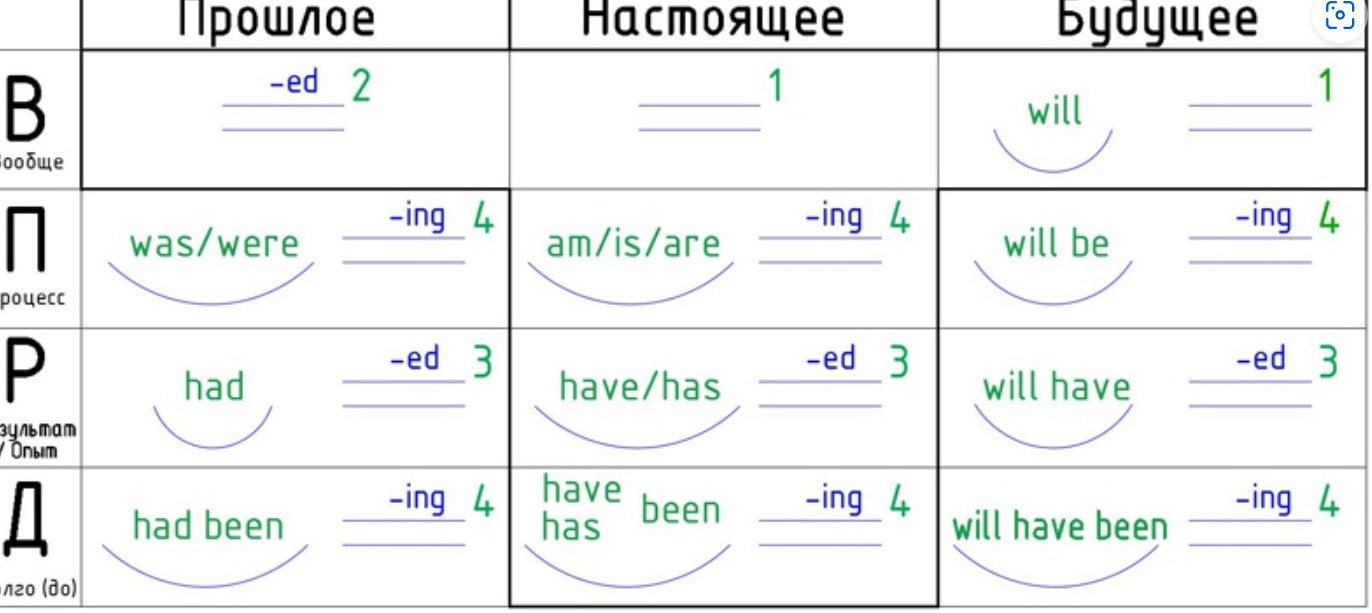 Прошлое Настоящее Будущее
В -ed 2 1 will 1
Вообще
П was/were -ing 4 am/is/are -ing 4 will be -ing 4
роцесс
Р had -ed 3 have/has -ed 3 will have -ed 3
зультат
/ Опыт
Д had been -ing 4 have has been -ing 4 will have been -ing 4
олго (до)